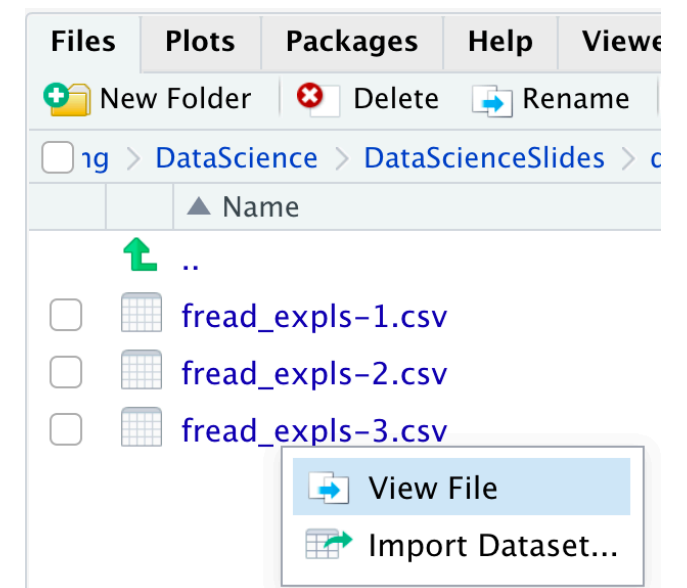 Files Plots Packages Help
New Folder Delete Rename
DataScience > DataScienceSlides >
Name
..
fread_expls-1.csv
fread_expls-2.csv
fread_expls-3.csv
View File
Import Dataset...